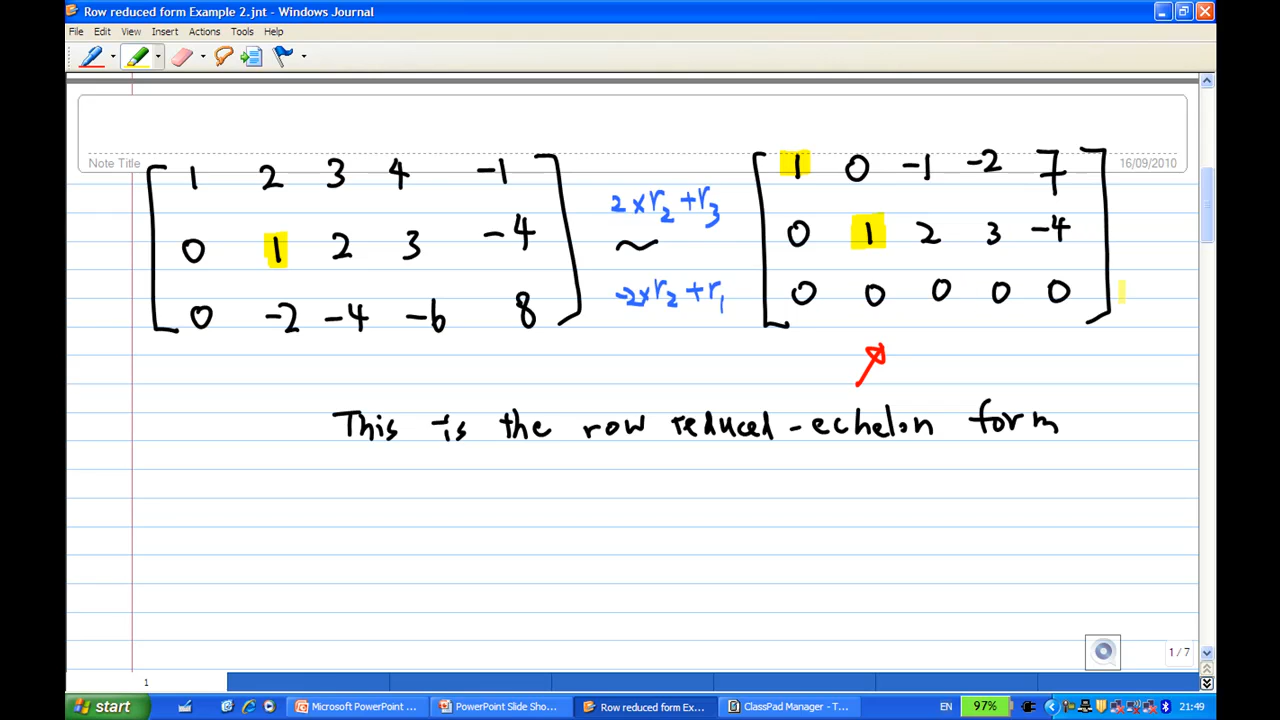 Row reduced form Example 2.jnt - Windows Journal
File Edit View Insert Actions Tools Help
Note Title
16/09/2010
1 2 3 4 -1
0 1 2 3 -4
0 -2 -4 -6 8
2×r2+r3
~
-2×r2+r1
1 0 -1 -2 7
0 1 2 3 -4
0 0 0 0 0
This is the row reduced-echelon form
1 / 7
1
start Microsoft PowerPoint ... PowerPoint Slide Sho... Row reduced form Ex... ClassPad Manager - T... EN 97% 21:49